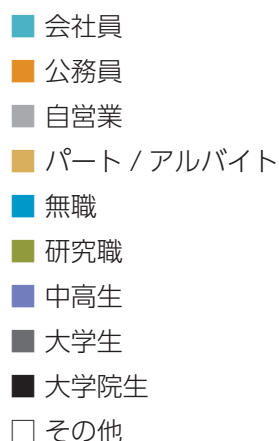 会社員
公務員
自営業
パート / アルバイト
無職
研究職
中高生
大学生
大学院生
その他